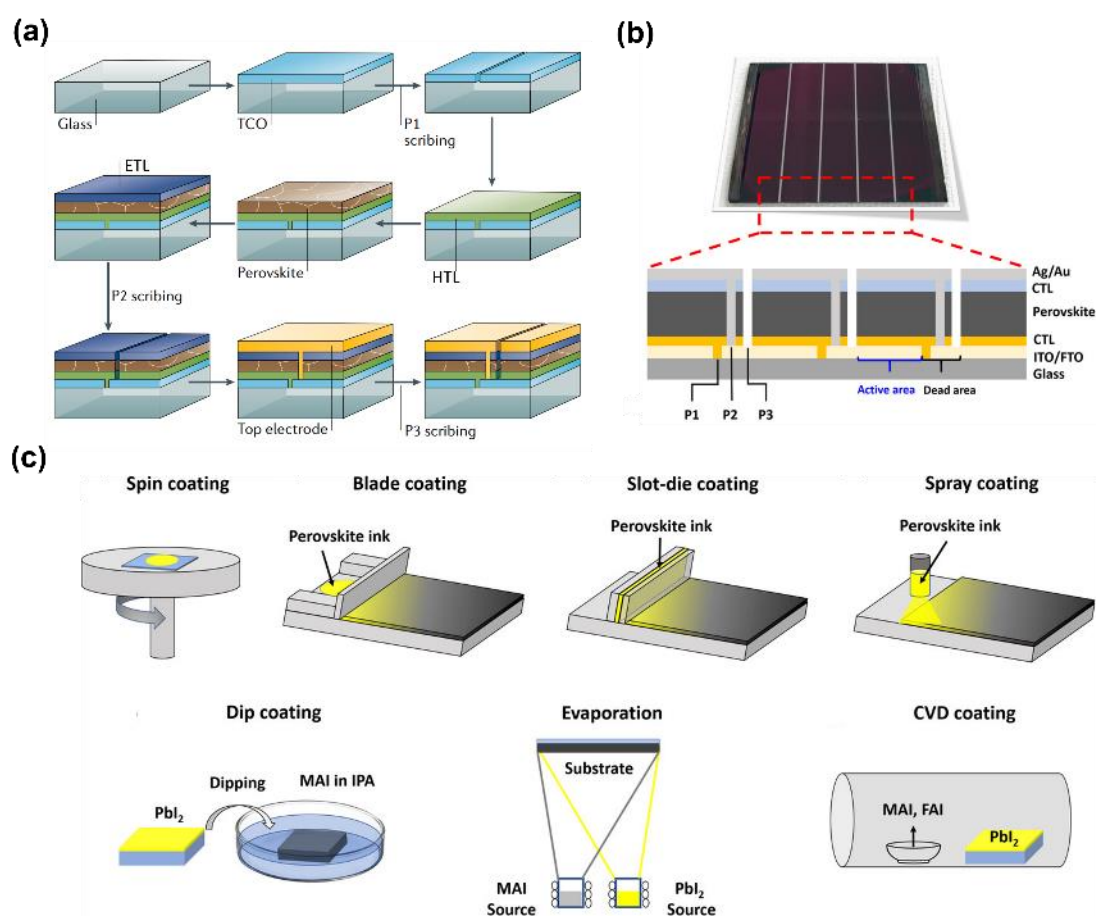 (a)
Glass
TCO
P1
scribing
ETL
Perovskite
HTL
P2 scribing
Top electrode
P3 scribing
(b)
Ag/Au
CTL
Perovskite
CTL
ITO/FTO
Glass
Active area
Dead area
P1
P2
P3
(c)
Spin coating
Blade coating
Perovskite ink
Slot-die coating
Perovskite ink
Spray coating
Perovskite ink
Dip coating
Dipping
PbI₂
MAI in IPA
Evaporation
Substrate
MAI
Source
PbI₂
Source
CVD coating
MAI, FAI
PbI₂